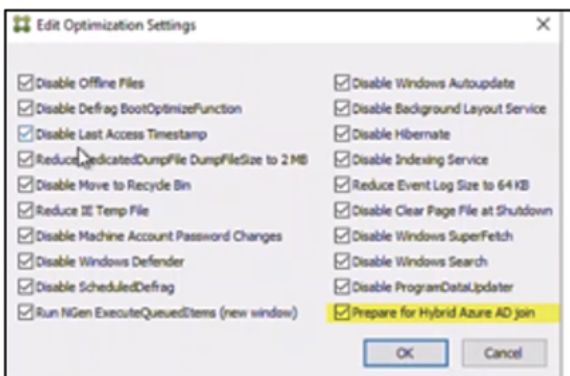 Edit Optimization Settings
Disable Offline Files
Disable Defrag BootOptimizeFunction
Disable Last Access Timestamp
Reduce DedicatedDumpFile DumpFileSize to 2 MB
Disable Move to Recycle Bin
Reduce IE Temp File
Disable Machine Account Password Changes
Disable Windows Defender
Disable ScheduledDefrag
Run NGen ExecuteQueuedItems (new window)
Disable Windows Autoupdate
Disable Background Layout Service
Disable Hibernate
Disable Indexing Service
Reduce Event Log Size to 64 KB
Disable Clear Page File at Shutdown
Disable Windows SuperFetch
Disable Windows Search
Disable ProgramDataUpdater
Prepare for Hybrid Azure AD join
OK
Cancel